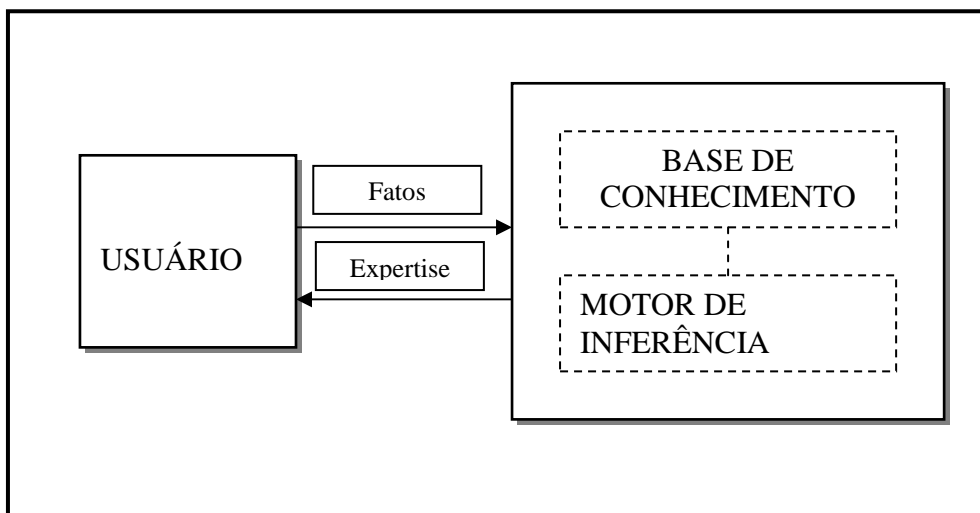 BASE DE
CONHECIMENTO
Fatos
USUÁRIO
Expertise
MOTOR DE
INFERÊNCIA